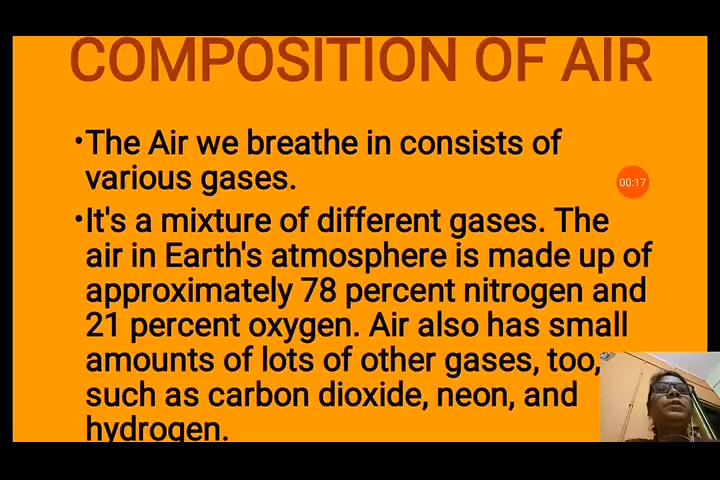 COMPOSITION OF AIR
•The Air we breathe in consists of
various gases.
00:17
•It's a mixture of different gases. The
air in Earth's atmosphere is made up of
approximately 78 percent nitrogen and
21 percent oxygen. Air also has small
amounts of lots of other gases, too,
such as carbon dioxide, neon, and
hydrogen.